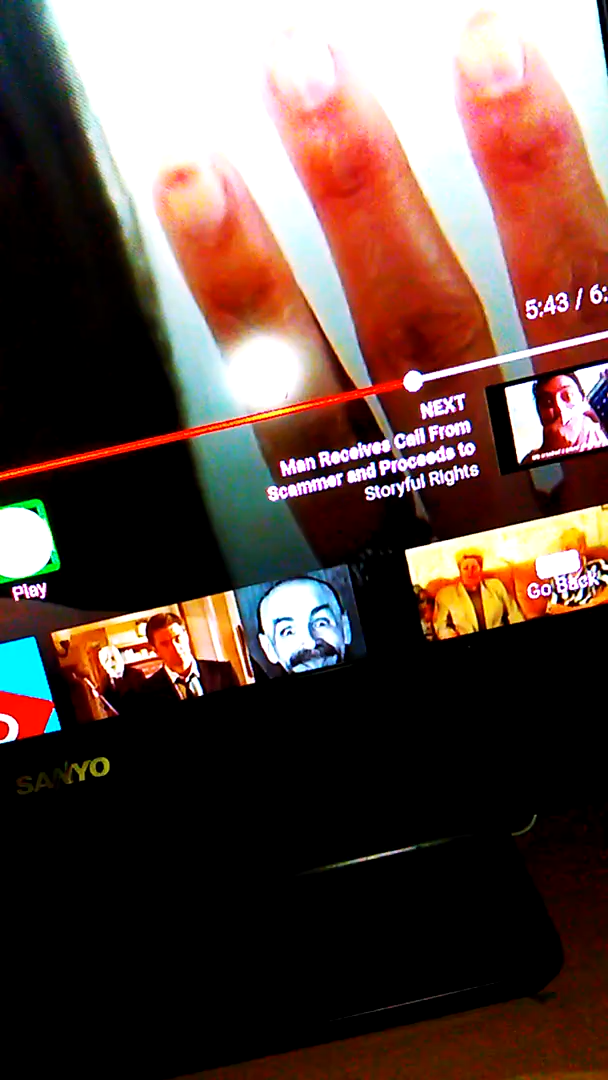 5:43 / 6:
NEXT
Man Receives Call From
Scammer and Proceeds to
Storyful Rights
Play
Go Back
SANYO